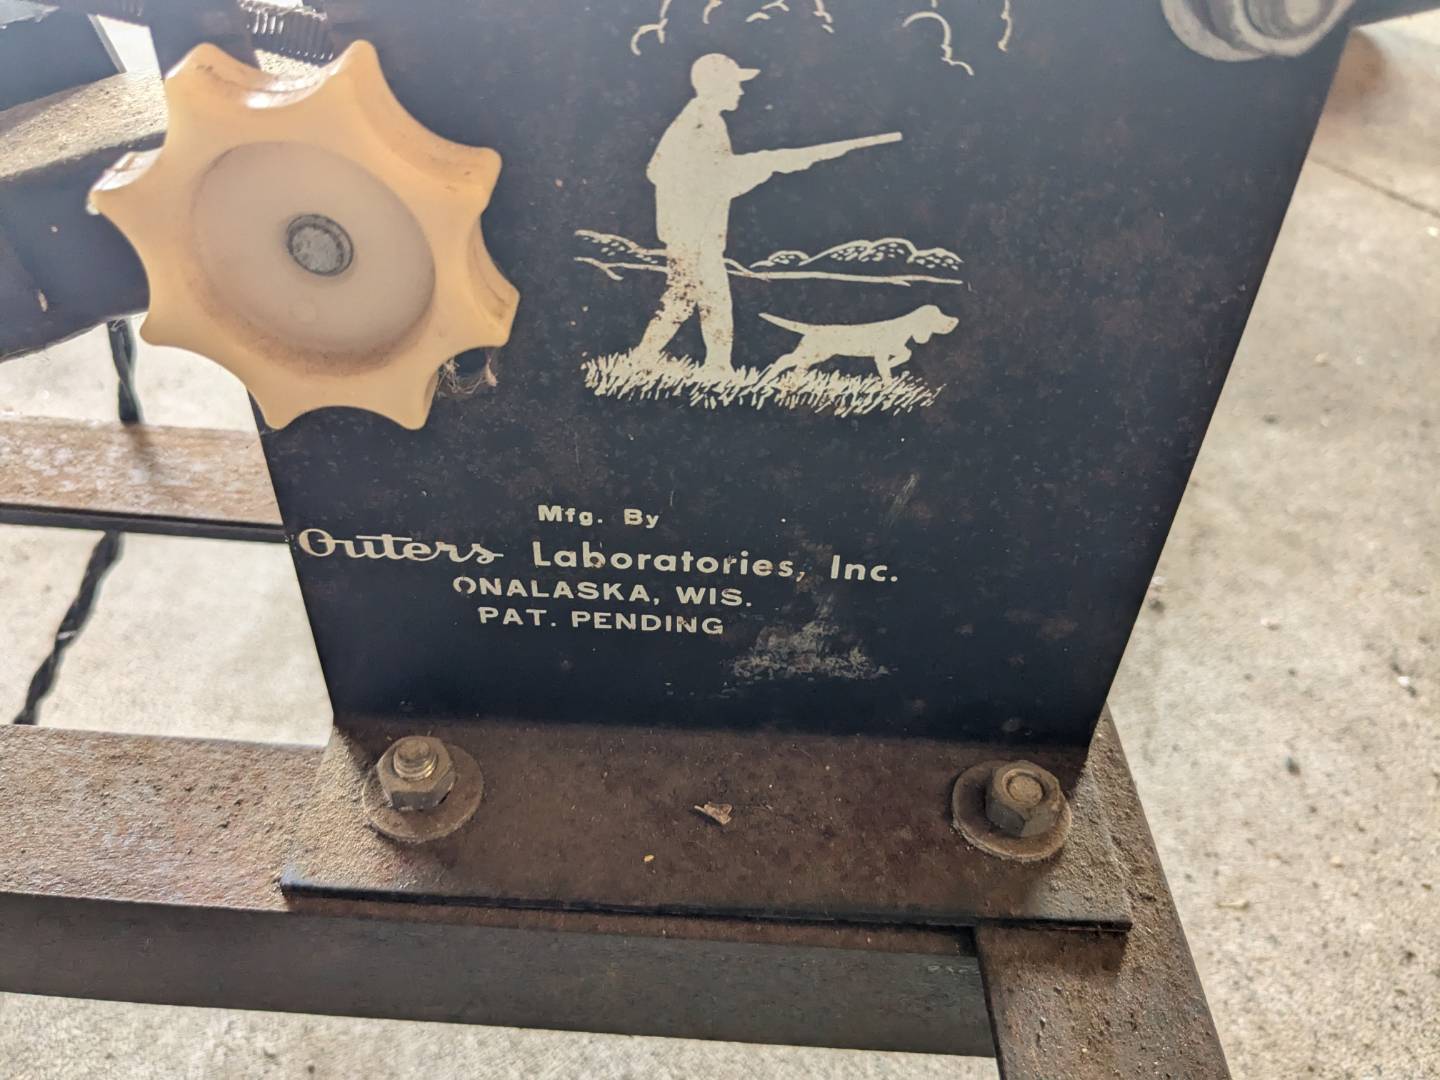 Mfg. By
Outers Laboratories, Inc.
ONALASKA, WIS.
PAT. PENDING